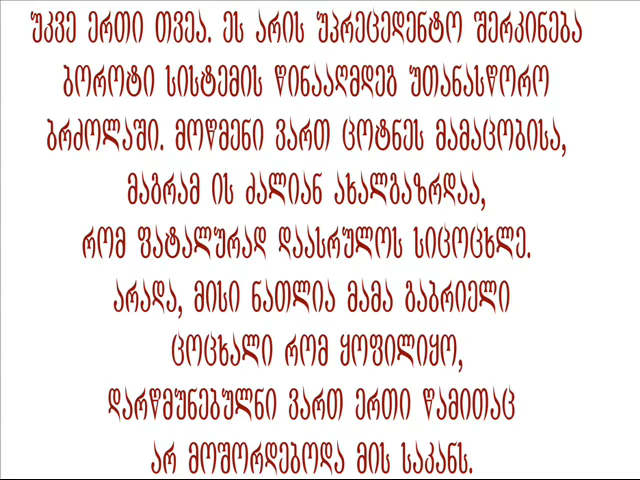 უკვე ერთი თვეა. ეს არის უპრეცედენტო შერკინება
ბოროტი სისტემის წინააღმდეგ უთანასწორო
ბრძოლაში. მოწმენი ვართ ცოტნეს მამაცობისა,
მაგრამ ის ძალიან ახალგაზრდაა,
რომ ფატალურად დაასრულოს სიცოცხლე.
არადა, მისი ნათლია მამა გაბრიელი
ცოცხალი რომ ყოფილიყო,
დარწმუნებულნი ვართ ერთი წამითაც
არ მოშორდებოდა მის საკანს.